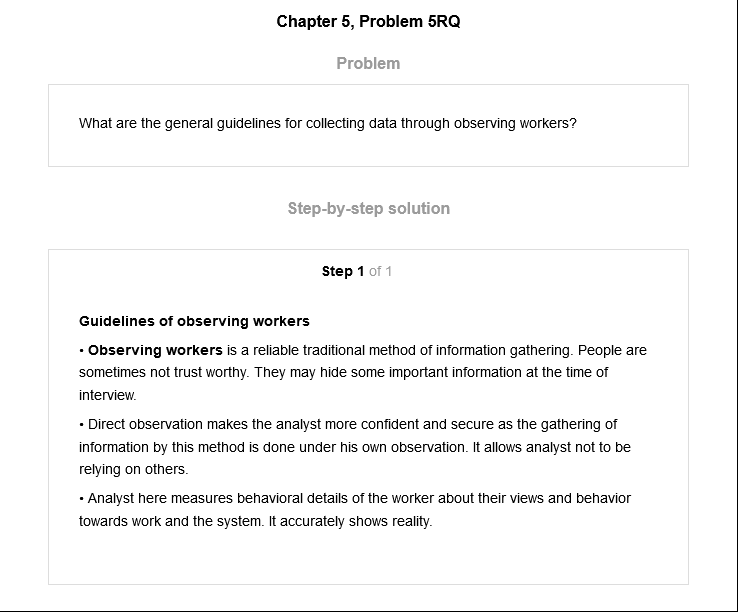 Chapter 5, Problem 5RQ
Problem
What are the general guidelines for collecting data through observing workers?
Step-by-step solution
Step 1 of 1
Guidelines of observing workers
• Observing workers is a reliable traditional method of information gathering. People are
sometimes not trust worthy. They may hide some important information at the time of
interview.
• Direct observation makes the analyst more confident and secure as the gathering of
information by this method is done under his own observation. It allows analyst not to be
relying on others.
• Analyst here measures behavioral details of the worker about their views and behavior
towards work and the system. It accurately shows reality.